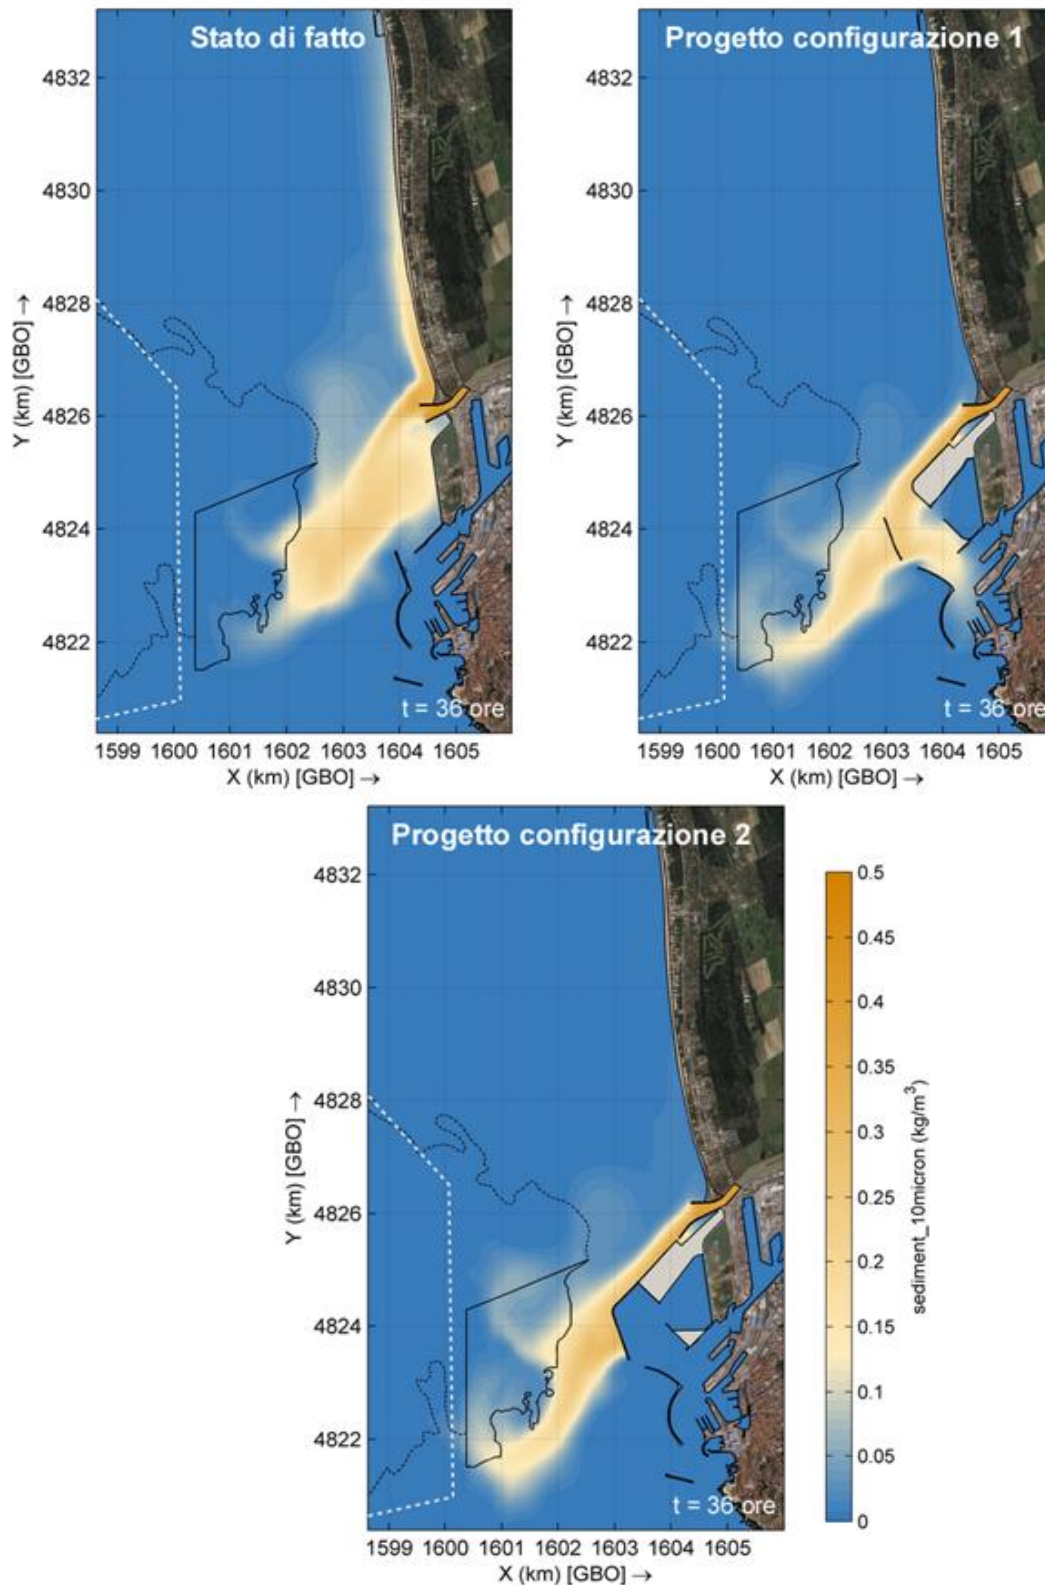 Stato di fatto
4832
4830
4828
4826
4824
4822
Y (km) [GBO] →
t = 36 ore
1599 1600 1601 1602 1603 1604 1605
X (km) [GBO] →
Progetto configurazione 1
4832
4830
4828
4826
4824
4822
Y (km) [GBO] →
t = 36 ore
1599 1600 1601 1602 1603 1604 1605
X (km) [GBO] →
Progetto configurazione 2
4832
4830
4828
4826
4824
4822
Y (km) [GBO] →
t = 36 ore
1599 1600 1601 1602 1603 1604 1605
X (km) [GBO] →
0.5
0.45
0.4
0.35
0.3
0.25
0.2
0.15
0.1
0.05
0
sediment_10micron (kg/m³)